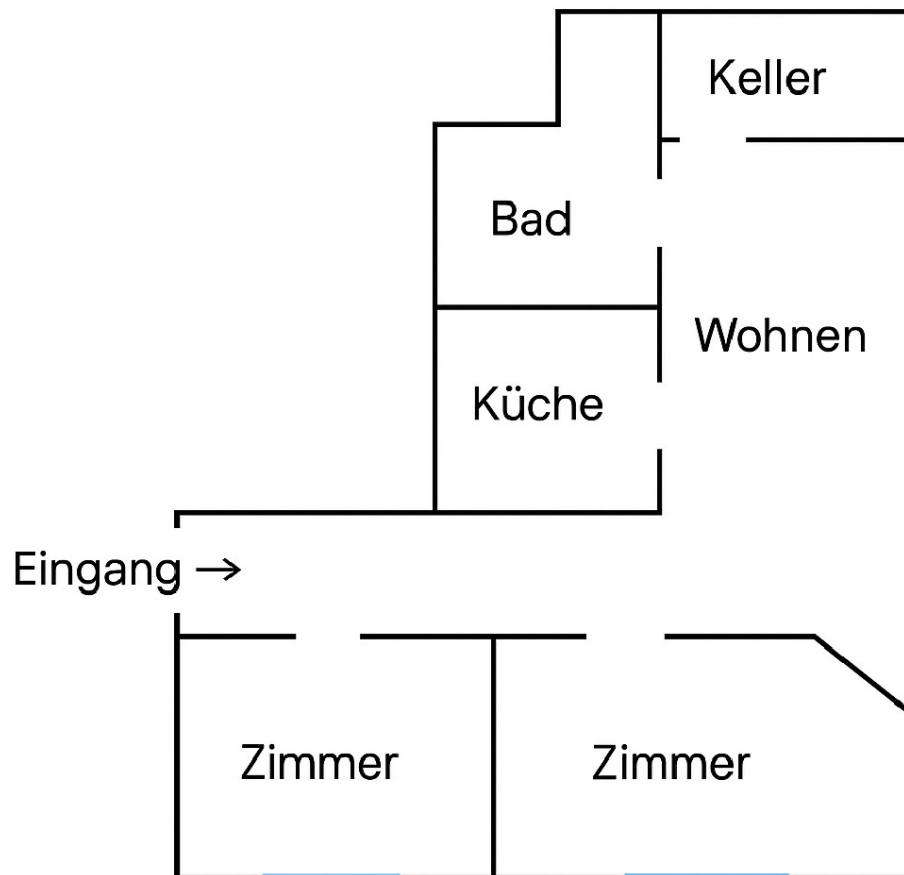 Keller
Bad
Wohnen
Küche
Eingang →
Zimmer
Zimmer